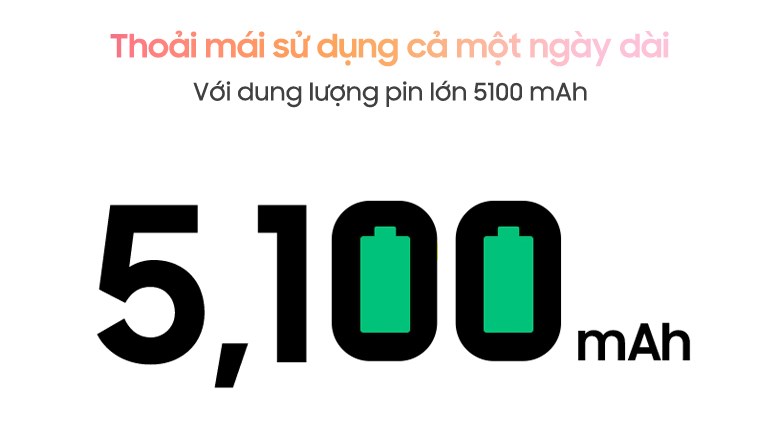 Thoải mái sử dụng cả một ngày dài
Với dung lượng pin lớn 5100 mAh
5,100 mAh